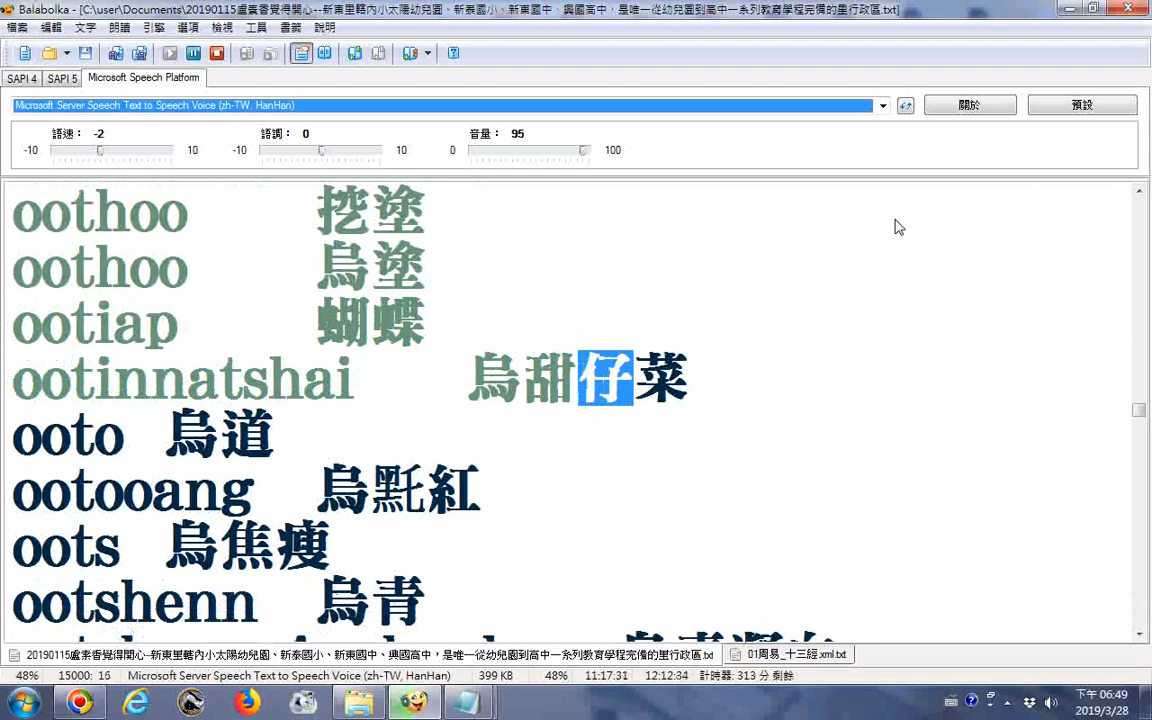 Balabolka - [C:\user\Documents\20190115盧素香覺得開心--新東里轄內小太陽幼兒園、新泰國小、新東國中、興國高中，是唯一從幼兒園到高中一系列教育學程完備的里行政區.txt]
檔案 編輯 文字 朗讀 引擎 選項 檢視 工具 書籤 說明
SAPI 4 SAPI 5 Microsoft Speech Platform
Microsoft Server Speech Text to Speech Voice (zh-TW, HanHan) 關於 預設
語速： -2 語調： 0 音量： 95
-10 10 -10 10 0 100
oothoo 挖塗
oothoo 烏塗
ootiap 蝴蝶
ootinnatshai 烏甜仔菜
ooto 烏道
ootooang 烏黗紅
oots 烏焦瘦
ootshenn 烏青
20190115盧素香覺得開心--新東里轄內小太陽幼兒園、新泰國小、新東國中、興國高中，是唯一從幼兒園到高中一系列教育學程完備的里行政區.txt 01周易_十三經.xml.txt
48% 15000: 16 Microsoft Server Speech Text to Speech Voice (zh-TW, HanHan) 399 KB 48% 11:17:31 12:12:34 計時器: 313 分 剩餘
下午 06:49
2019/3/28